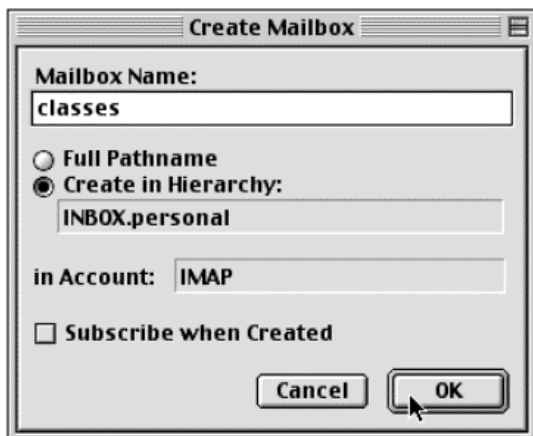 Create Mailbox
Mailbox Name:
classes
Full Pathname
Create in Hierarchy:
INBOX.personal
in Account: IMAP
Subscribe when Created
Cancel OK